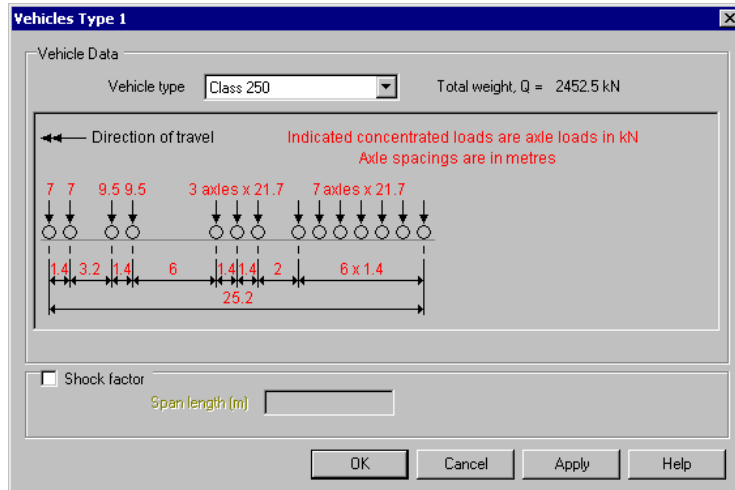 Vehicles Type 1
Vehicle Data
Vehicle type Class 250 Total weight, Q = 2452.5 kN
Direction of travel Indicated concentrated loads are axle loads in kN
Axle spacings are in metres
7 7 9.5 9.5 3 axles x 21.7 7 axles x 21.7
1.4 3.2 1.4 6 1.4 1.4 2 6 x 1.4
25.2
Shock factor
Span length (m)
OK Cancel Apply Help